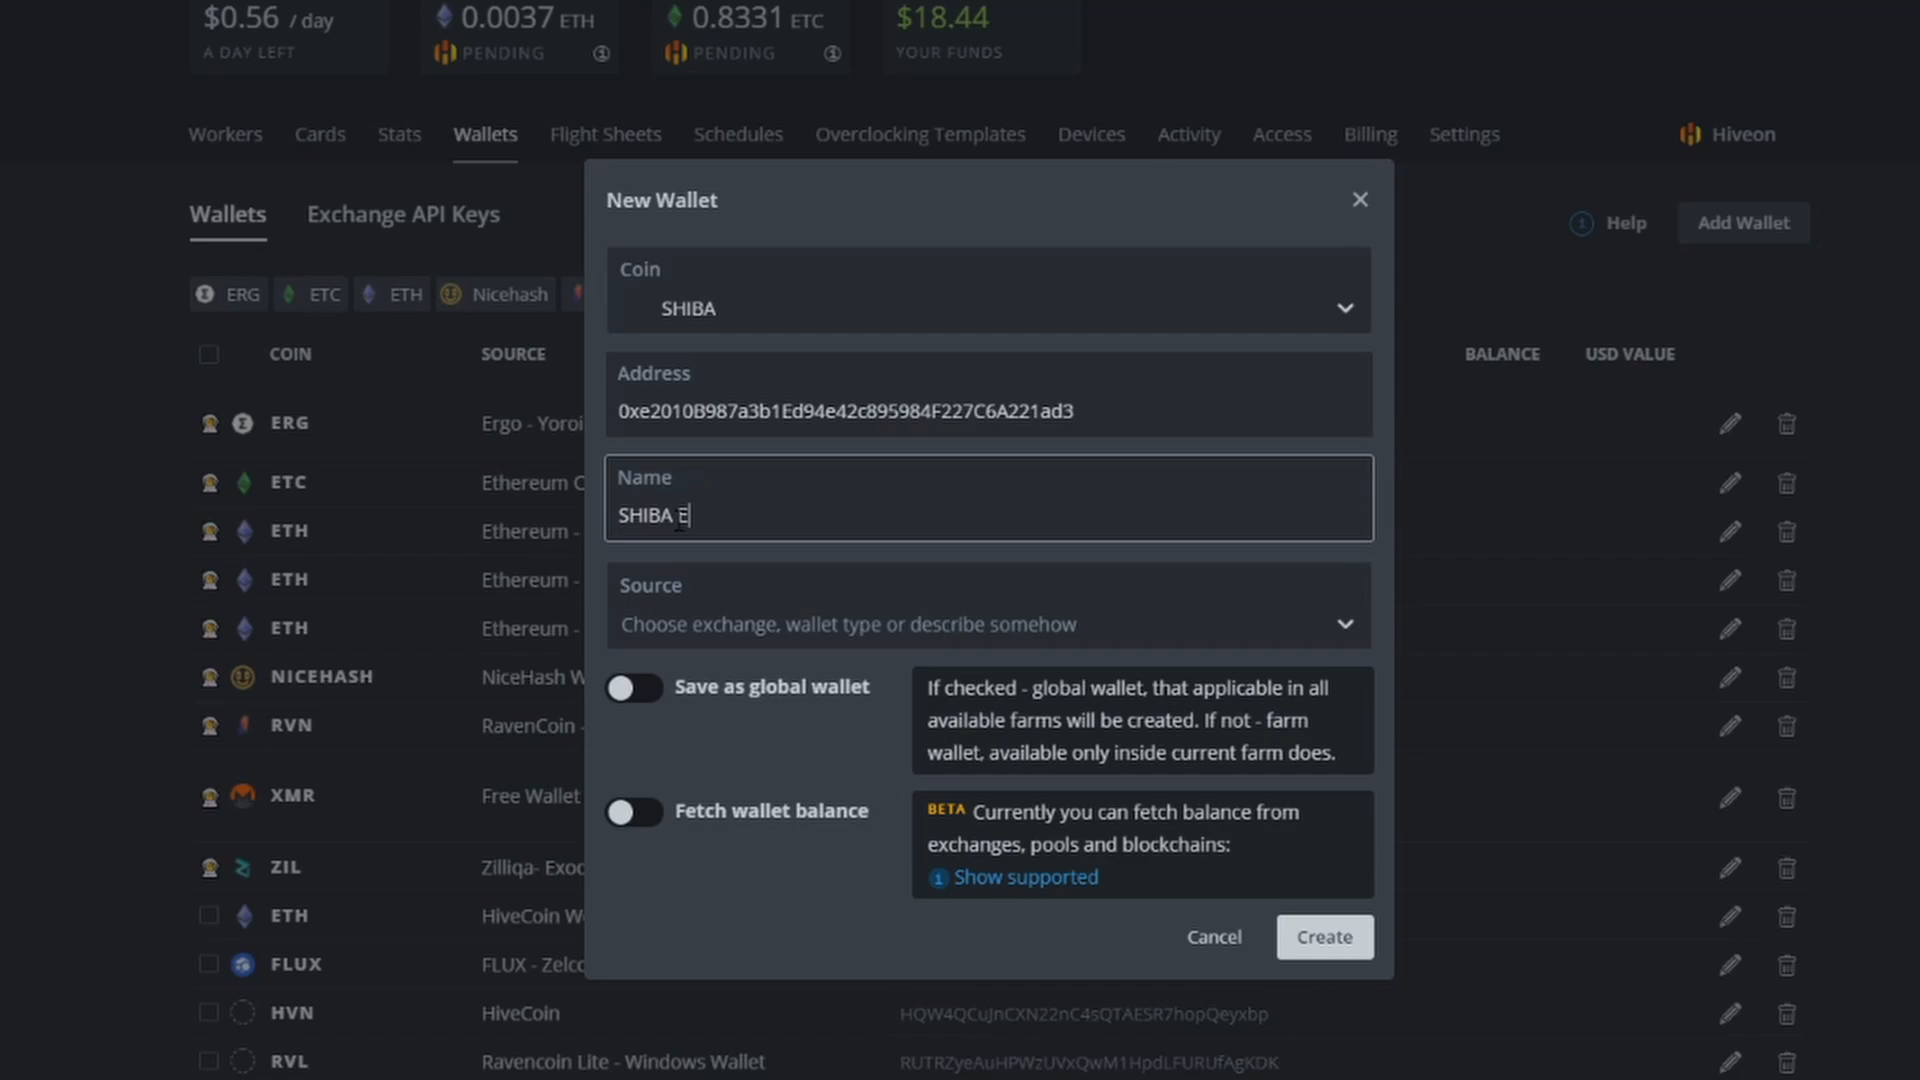 $0.56 / day
A DAY LEFT
0.0037 ETH
PENDING
0.8331 ETC
PENDING
$18.44
YOUR FUNDS
Workers Cards Stats Wallets Flight Sheets Schedules Overclocking Templates Devices Activity Access Billing Settings Hiveon
Wallets Exchange API Keys
Help Add Wallet
ERG ETC ETH Nicehash
COIN SOURCE BALANCE USD VALUE
ERG Ergo - Yoroi
ETC Ethereum C
ETH Ethereum -
ETH Ethereum -
ETH Ethereum -
NICEHASH NiceHash W
RVN RavenCoin -
XMR Free Wallet
ZIL Zilliqa- Exod
ETH HiveCoin W
FLUX FLUX - Zelco
HVN HiveCoin HQW4QCuJnCXN22nC4sQTAESR7hopQeyxbp
RVL Ravencoin Lite - Windows Wallet RUTRZyeAuHPWzUVxQwM1HpdLFURUfAgKDK
New Wallet
Coin
SHIBA
Address
0xe2010B987a3b1Ed94e42c895984F227C6A221ad3
Name
SHIBA E
Source
Choose exchange, wallet type or describe somehow
Save as global wallet
If checked - global wallet, that applicable in all
available farms will be created. If not - farm
wallet, available only inside current farm does.
Fetch wallet balance
BETA Currently you can fetch balance from
exchanges, pools and blockchains:
Show supported
Cancel Create